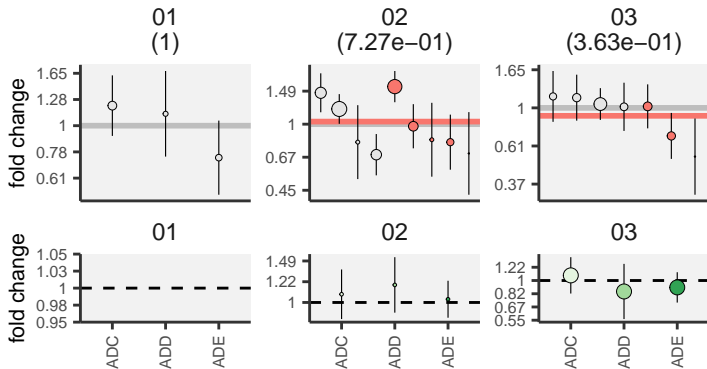 01
(1)
02
(7.27e−01)
03
(3.63e−01)
fold change
1.65
1.28
1
0.78
0.61
1.49
1
0.67
0.45
1.65
1
0.61
0.37
01
02
03
fold change
1.05
1.03
1
0.98
0.95
1.49
1.22
1
1.22
1
0.82
0.67
0.55
ADC
ADD
ADE
ADC
ADD
ADE
ADC
ADD
ADE